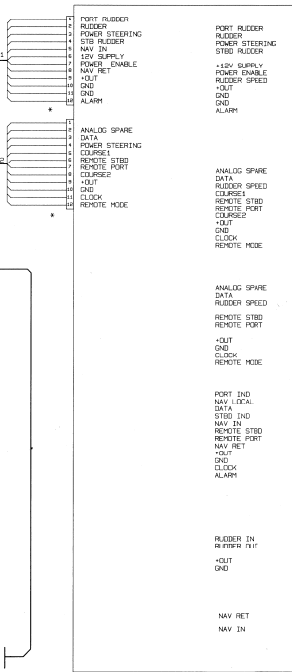 1 PORT RUDDER
2 RUDDER
3 POWER STEERING
4 STB RUDDER
5 NAV IN
6 12V SUPPLY
7 POWER ENABLE
8 NAV RET
9 +OUT
10 GND
11 GND
12 ALARM
*
1
1
2 ANALOG SPARE
3 DATA
4 POWER STEERING
5 COURSE1
6 REMOTE STBD
7 REMOTE PORT
8 COURSE2
9 +OUT
10 GND
11 CLOCK
12 REMOTE MODE
*
2
PORT RUDDER
RUDDER
POWER STEERING
STBD RUDDER
+12V SUPPLY
POWER ENABLE
RUDDER SPEED
+OUT
GND
GND
ALARM
ANALOG SPARE
DATA
RUDDER SPEED
COURSE1
REMOTE STBD
REMOTE PORT
COURSE2
+OUT
GND
CLOCK
REMOTE MODE
ANALOG SPARE
DATA
RUDDER SPEED
REMOTE STBD
REMOTE PORT
+OUT
GND
CLOCK
REMOTE MODE
PORT IND
NAV LOCAL
DATA
STBD IND
NAV IN
REMOTE STBD
REMOTE PORT
NAV RET
+OUT
GND
CLOCK
ALARM
RUDDER IN
RUDDER OUT
+OUT
GND
NAV RET
NAV IN